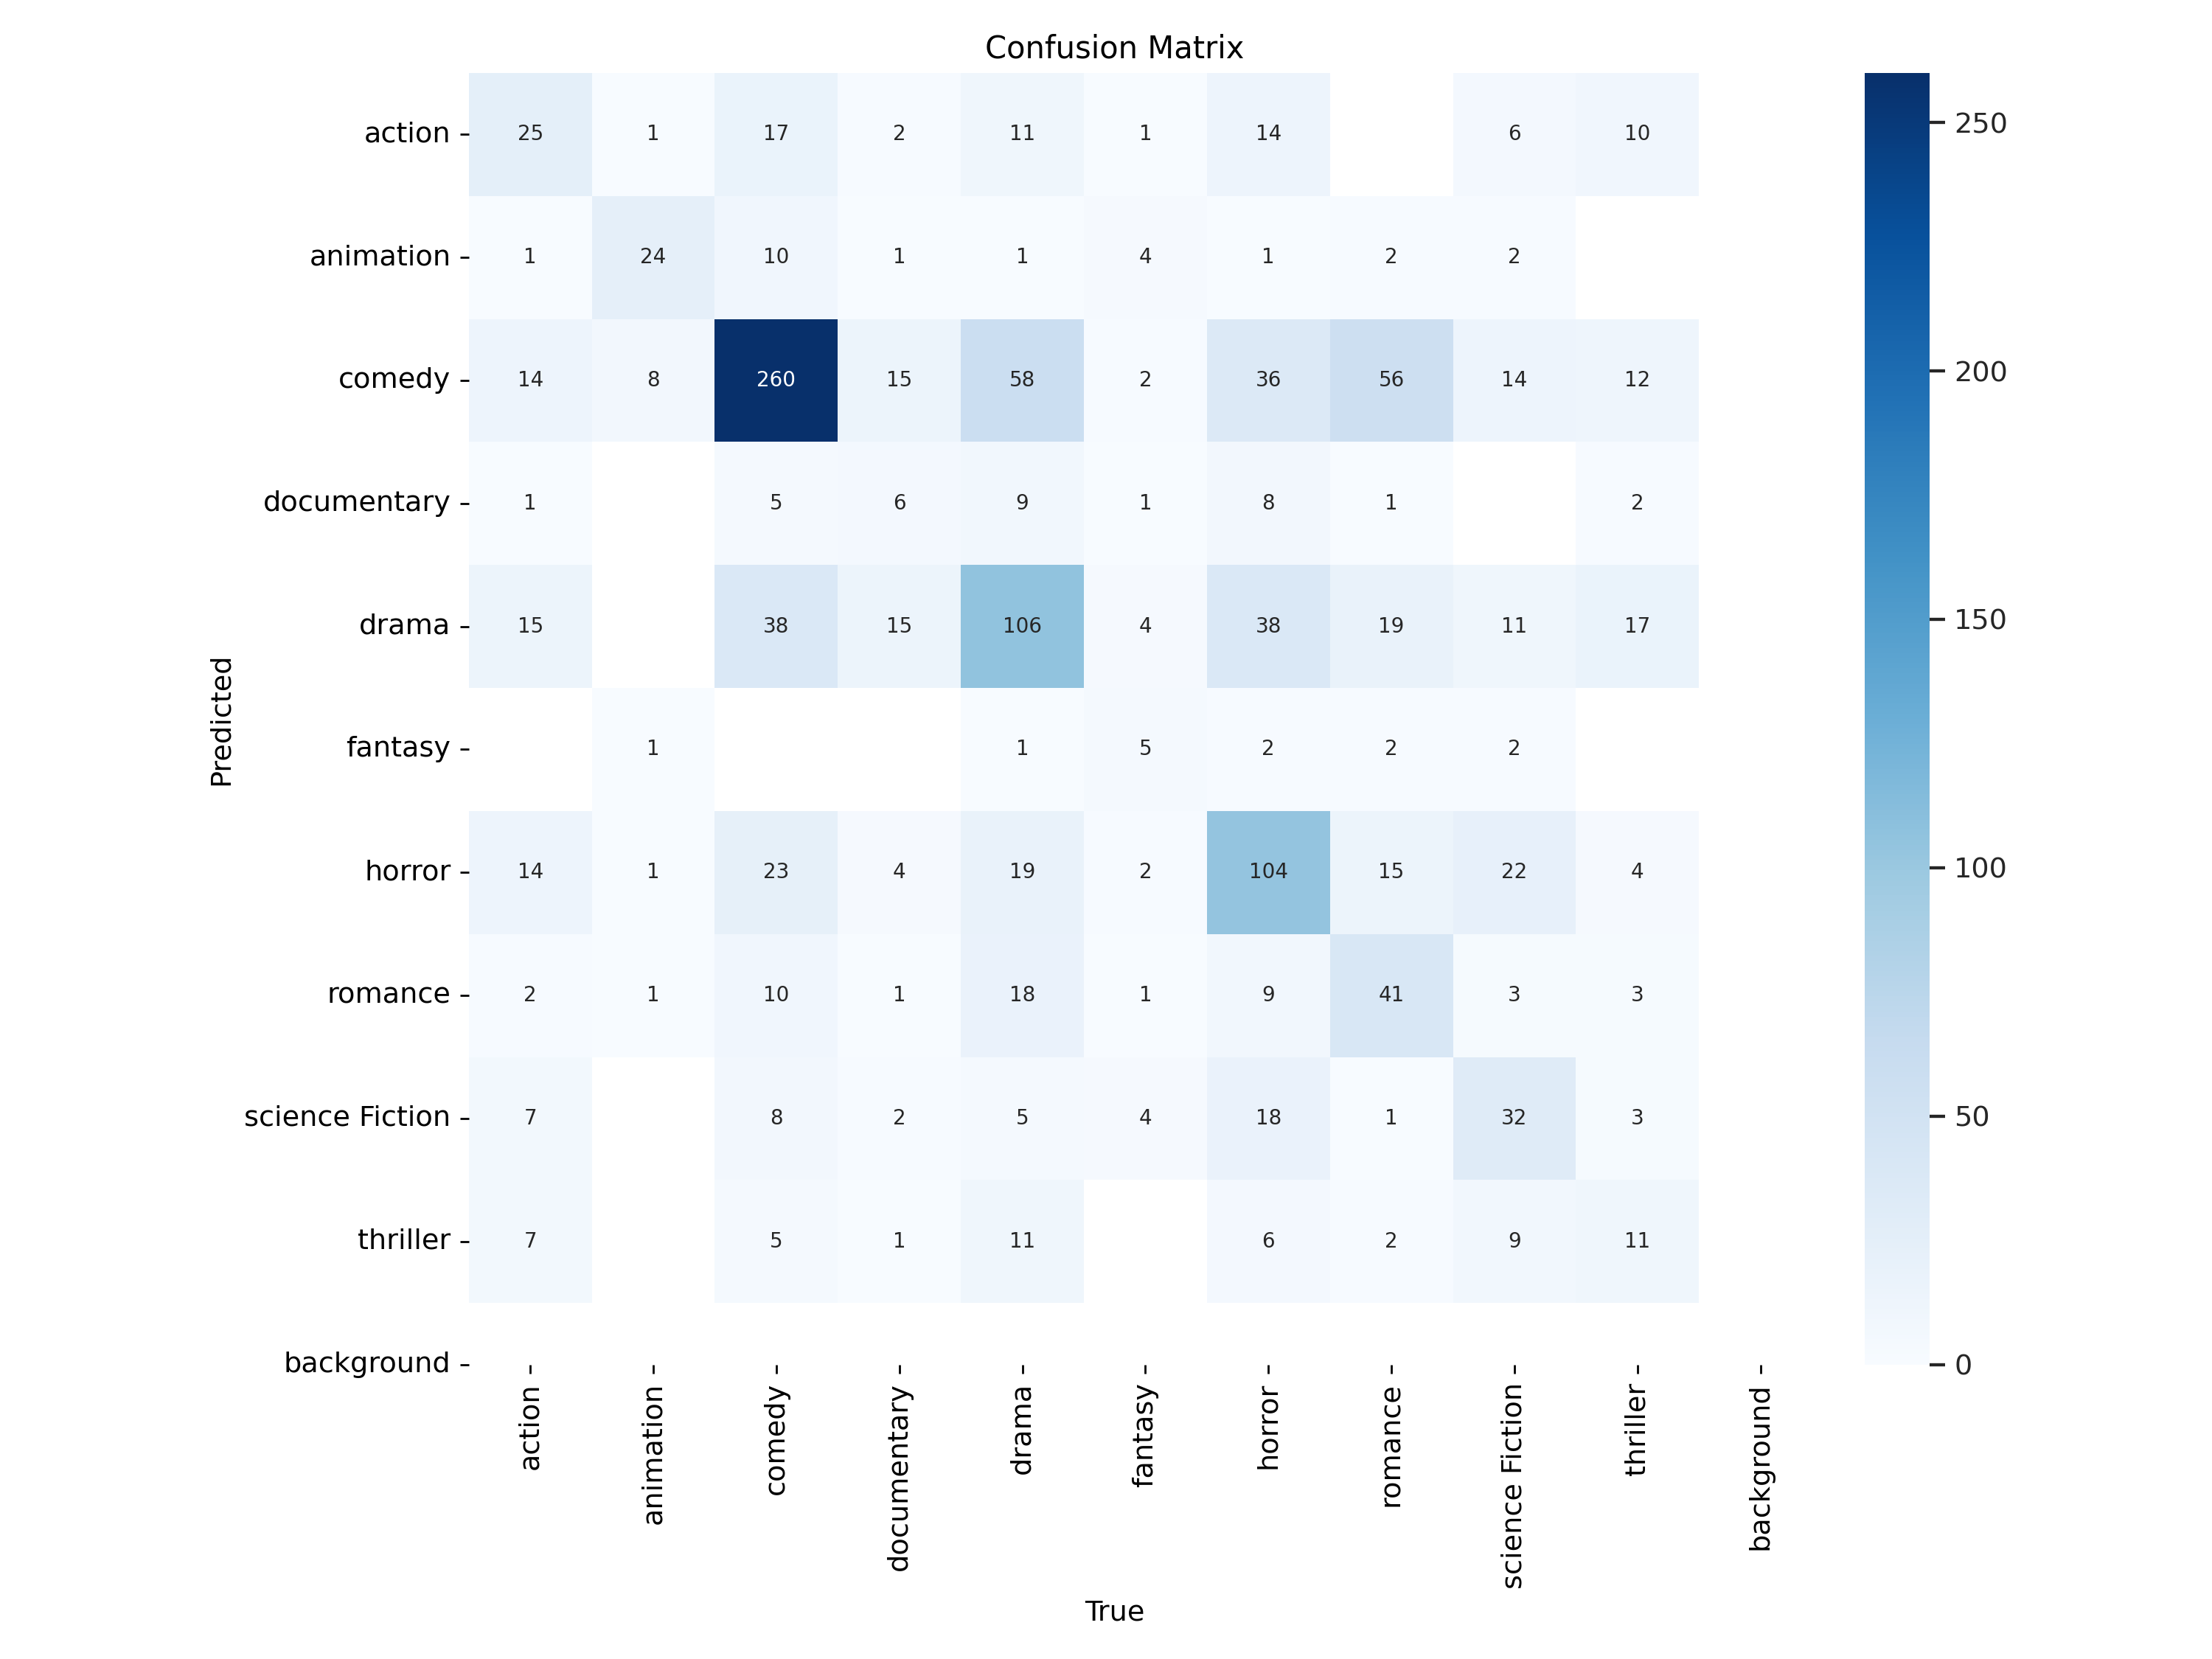 Confusion Matrix
action 25 1 17 2 11 1 14 6 10
animation 1 24 10 1 1 4 1 2 2
comedy 14 8 260 15 58 2 36 56 14 12
documentary 1 5 6 9 1 8 1 2
drama 15 38 15 106 4 38 19 11 17
fantasy 1 1 5 2 2 2
horror 14 1 23 4 19 2 104 15 22 4
romance 2 1 10 1 18 1 9 41 3 3
science Fiction 7 8 2 5 4 18 1 32 3
thriller 7 5 1 11 6 2 9 11
background
Predicted
action animation comedy documentary drama fantasy horror romance science Fiction thriller background
True
250
200
150
100
50
0